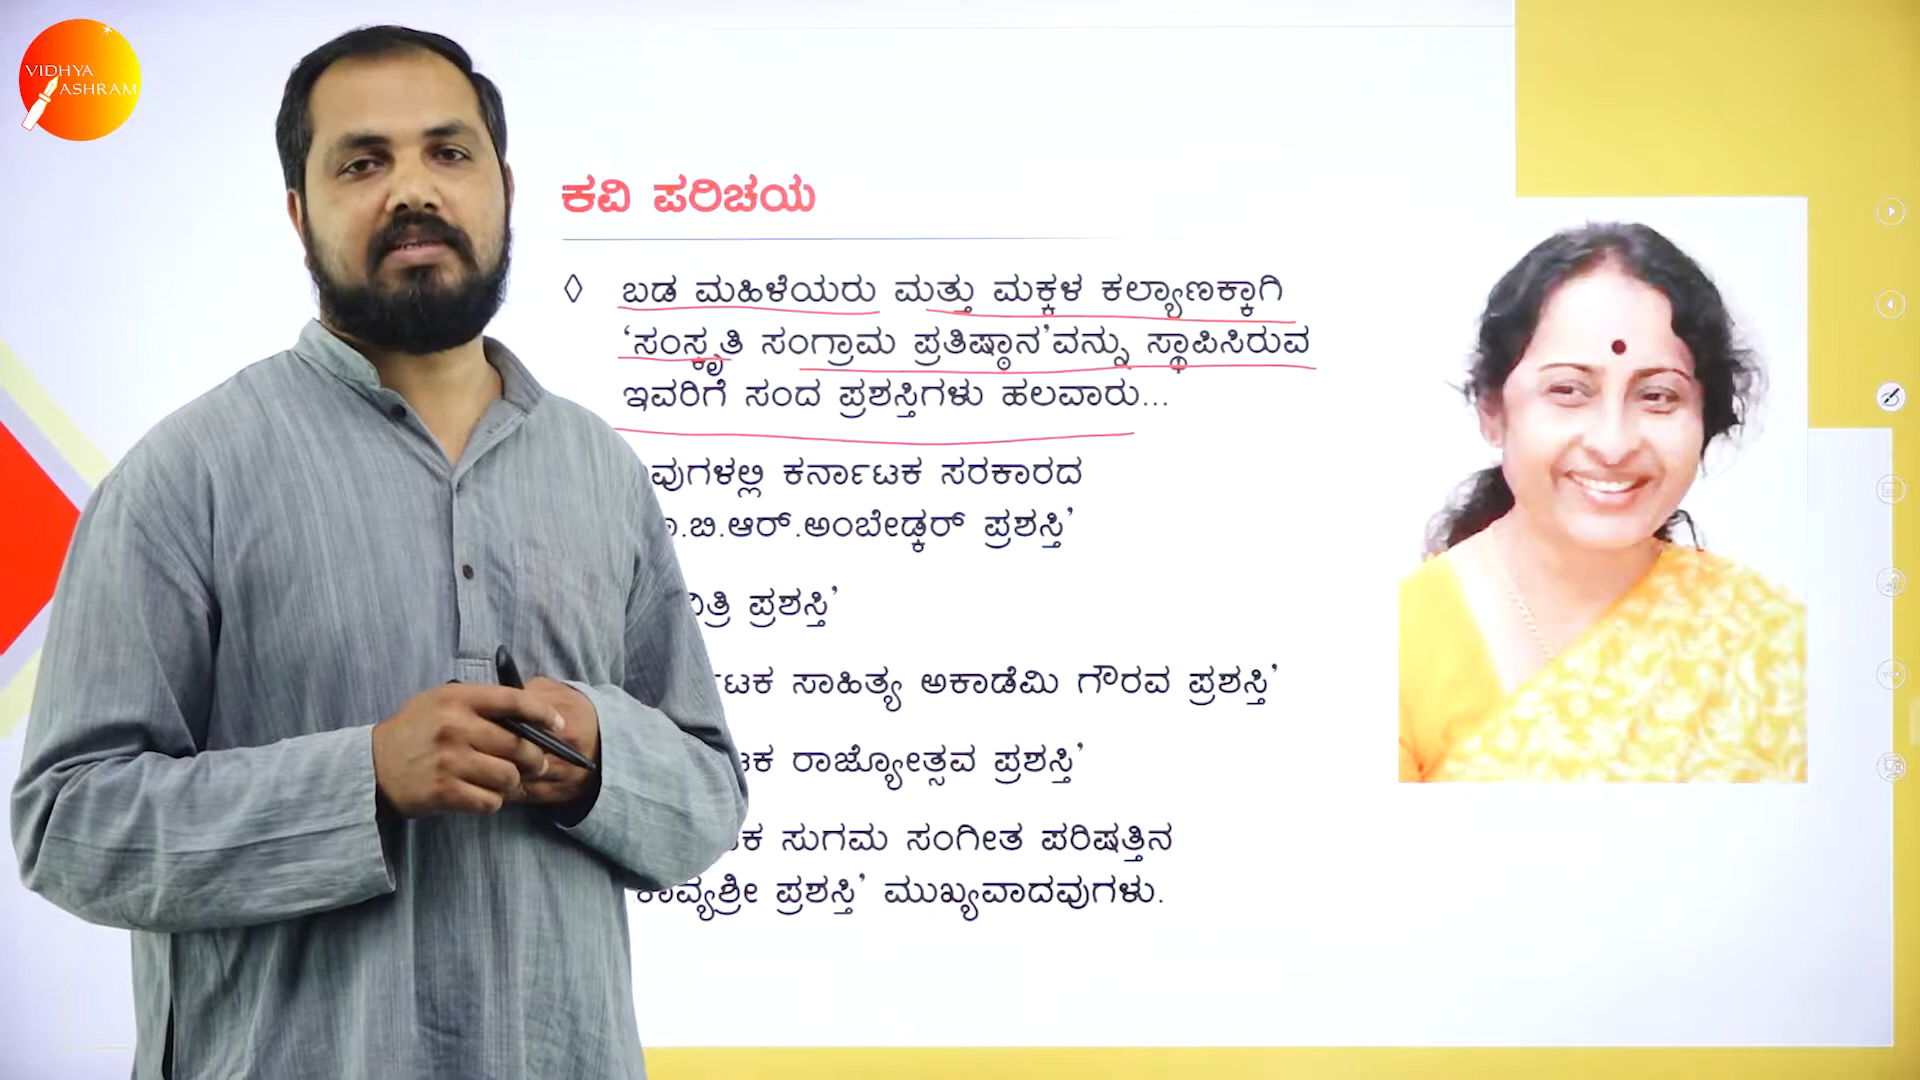 VIDHYA
ASHRAM
ಕವಿ ಪರಿಚಯ
ಬಡ ಮಹಿಳೆಯರು ಮತ್ತು ಮಕ್ಕಳ ಕಲ್ಯಾಣಕ್ಕಾಗಿ
‘ಸಂಸ್ಕೃತಿ ಸಂಗ್ರಾಮ ಪ್ರತಿಷ್ಠಾನ’ವನ್ನು ಸ್ಥಾಪಿಸಿರುವ
ಇವರಿಗೆ ಸಂದ ಪ್ರಶಸ್ತಿಗಳು ಹಲವಾರು...
ಕರ್ನಾಟಕ ಸರಕಾರದ
.ಬಿ.ಆರ್.ಅಂಬೇಡ್ಕರ್ ಪ್ರಶಸ್ತಿ’
ಪ್ರಶಸ್ತಿ’
ಸಾಹಿತ್ಯ ಅಕಾಡೆಮಿ ಗೌರವ ಪ್ರಶಸ್ತಿ’
ರಾಜ್ಯೋತ್ಸವ ಪ್ರಶಸ್ತಿ’
ಸುಗಮ ಸಂಗೀತ ಪರಿಷತ್ತಿನ
ಕಾವ್ಯಶ್ರೀ ಪ್ರಶಸ್ತಿ’ ಮುಖ್ಯವಾದವುಗಳು.